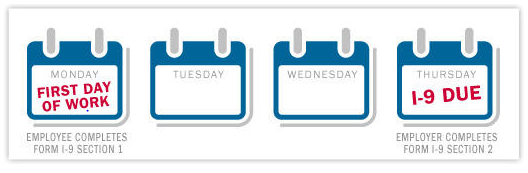 MONDAY
FIRST DAY
OF WORK
TUESDAY
WEDNESDAY
THURSDAY
I-9 DUE
EMPLOYEE COMPLETES
FORM I-9 SECTION 1
EMPLOYER COMPLETES
FORM I-9 SECTION 2